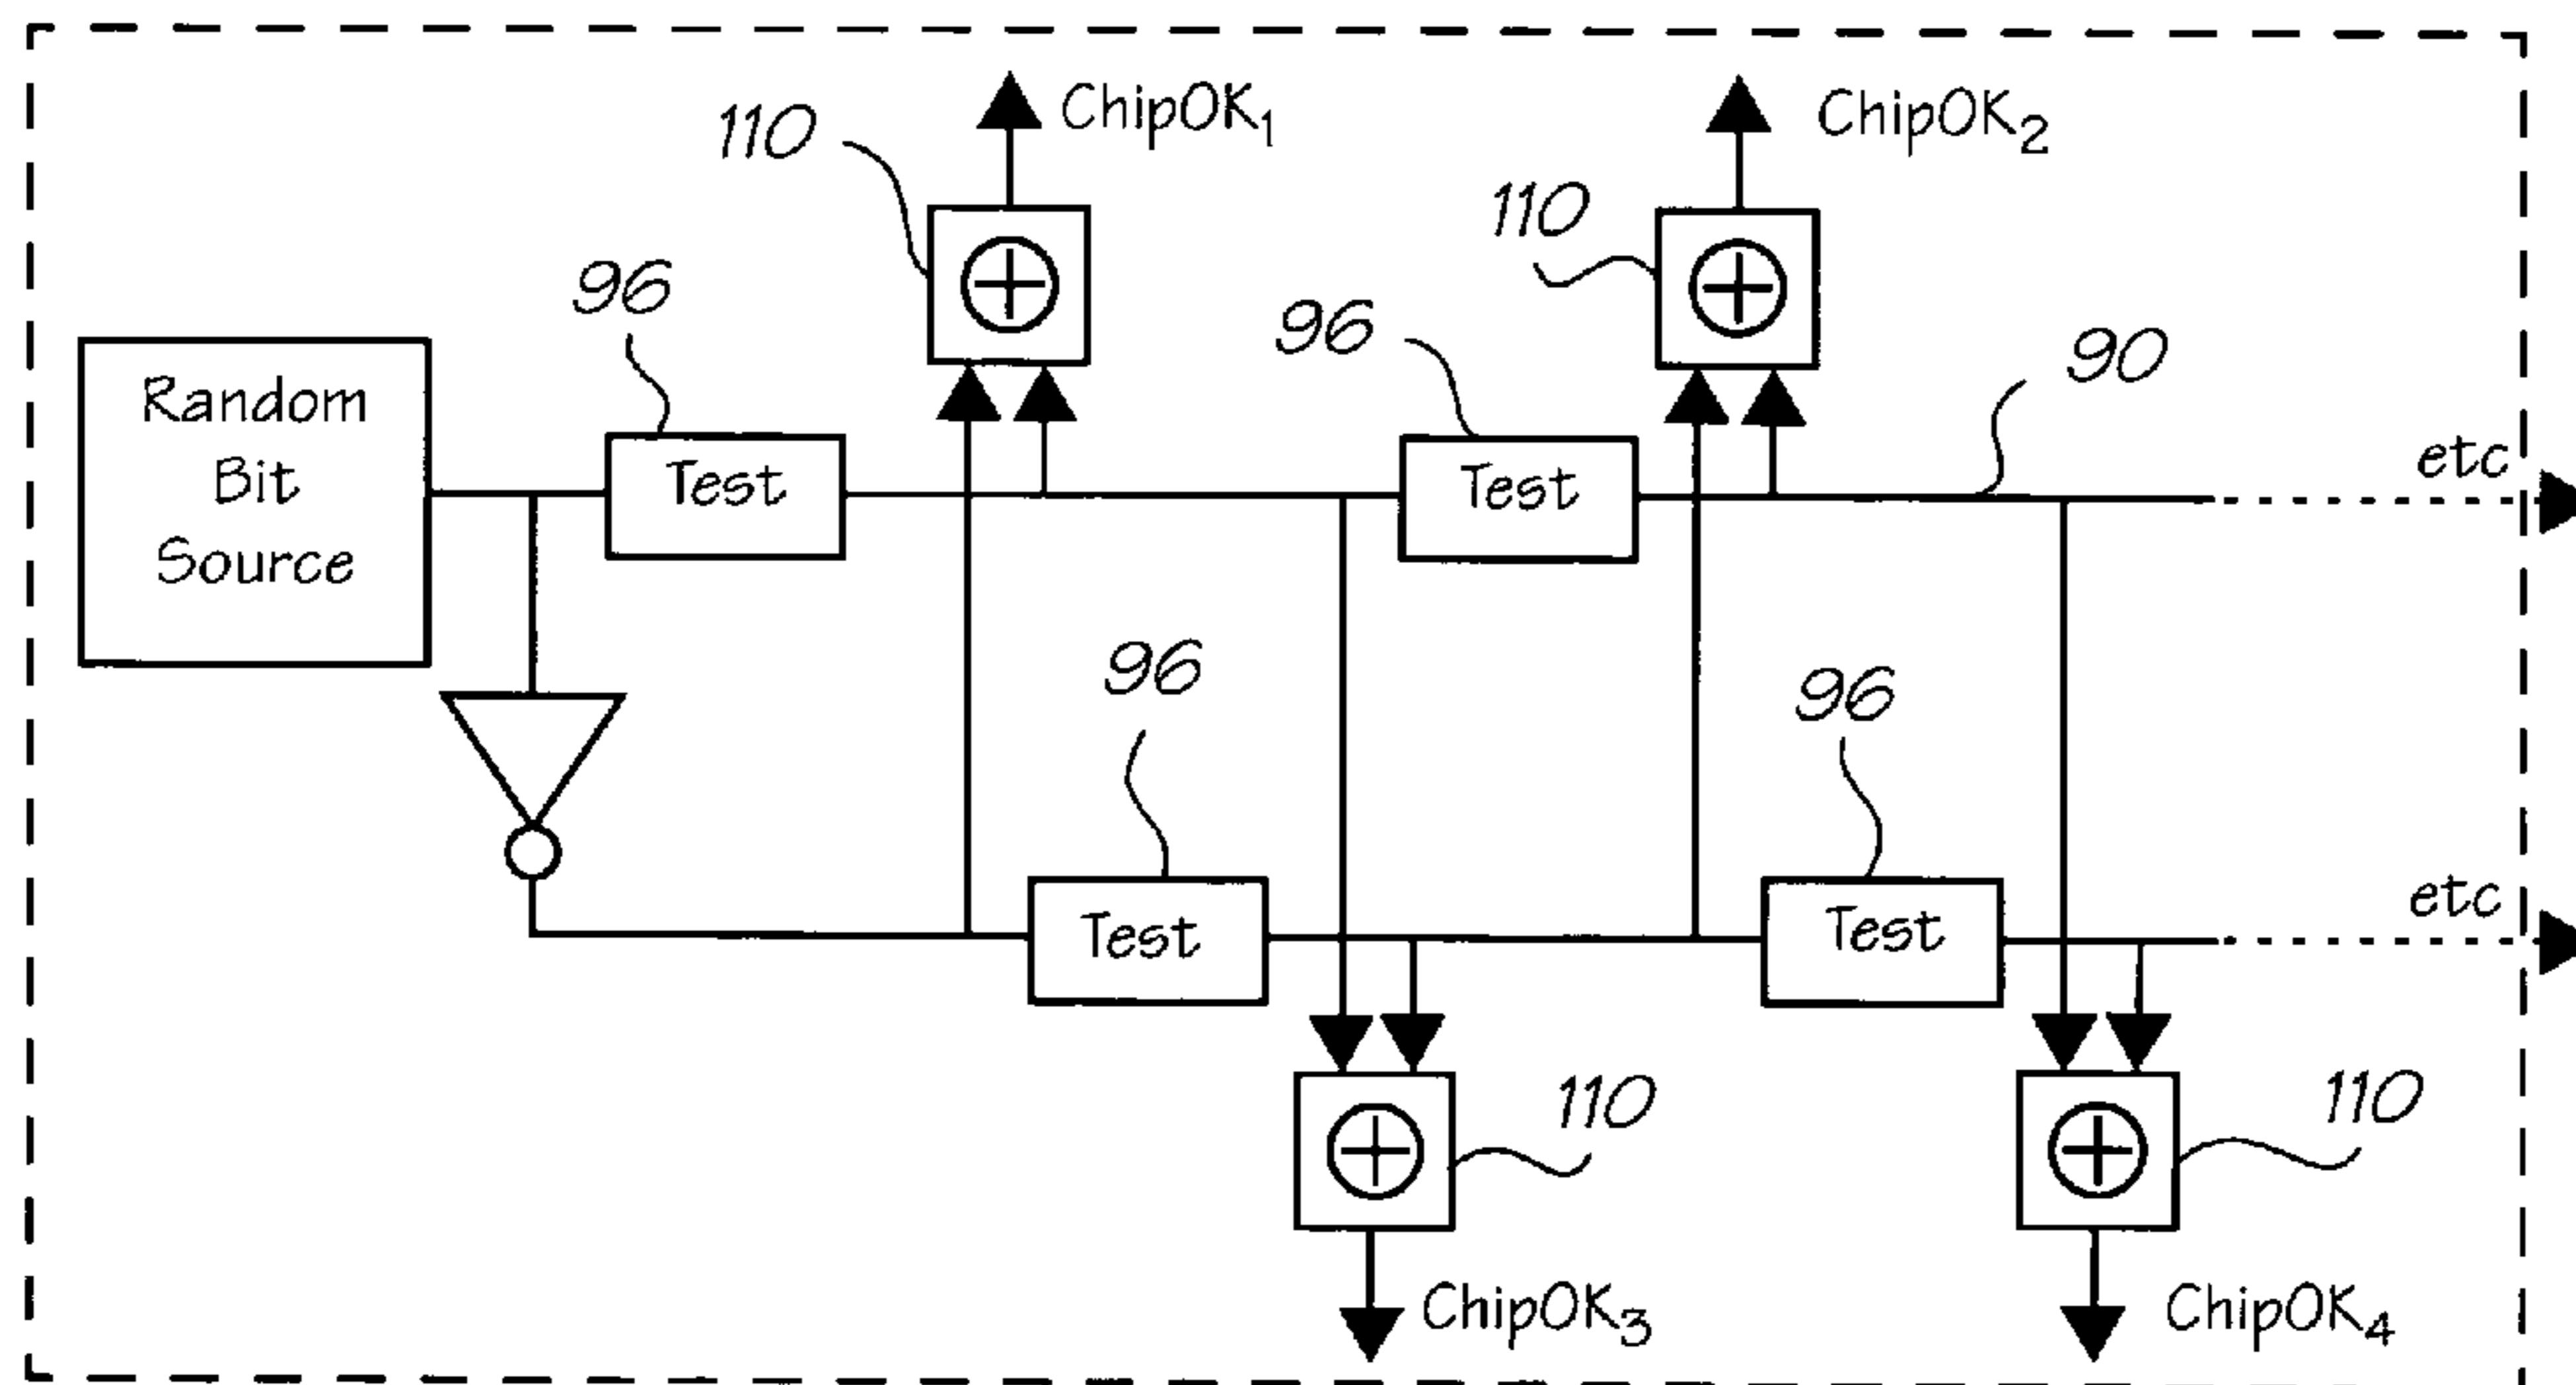 110
ChipOK₁
110
ChipOK₂
96
96
90
Random
Bit
Source
Test
Test
etc
96
96
Test
Test
etc
110
110
ChipOK₃
ChipOK₄